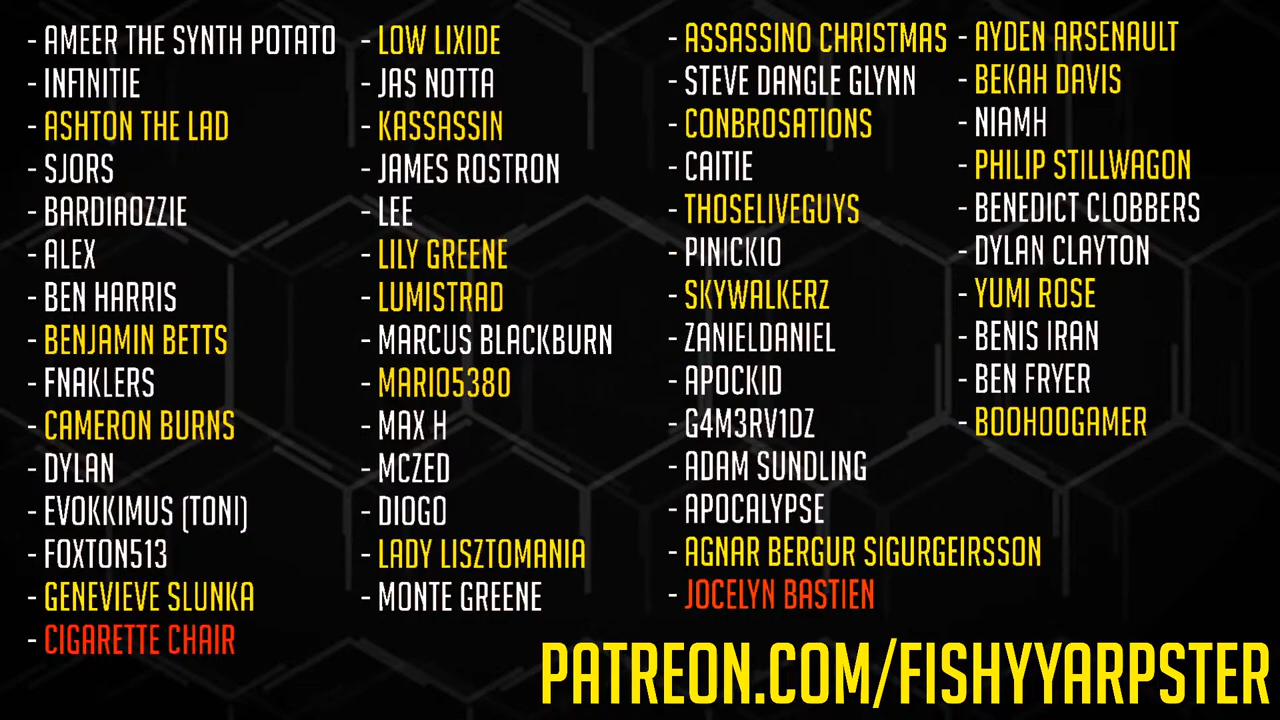 - AMEER THE SYNTH POTATO
- INFINITIE
- ASHTON THE LAD
- SJORS
- BARDIAOZZIE
- ALEX
- BEN HARRIS
- BENJAMIN BETTS
- FNAKLERS
- CAMERON BURNS
- DYLAN
- EVOKKIMUS (TONI)
- FOXTON513
- GENEVIEVE SLUNKA
- CIGARETTE CHAIR
- LOW LIXIDE
- JAS NOTTA
- KASSASSIN
- JAMES ROSTRON
- LEE
- LILY GREENE
- LUMISTRAD
- MARCUS BLACKBURN
- MARIO5380
- MAX H
- MCZED
- DIOGO
- LADY LISZTOMANIA
- MONTE GREENE
- ASSASSINO CHRISTMAS
- STEVE DANGLE GLYNN
- CONBROSATIONS
- CAITIE
- THOSELIVEGUYS
- PINICKIO
- SKYWALKERZ
- ZANIELDANIEL
- APOCKID
- G4M3RV1DZ
- ADAM SUNDLING
- APOCALYPSE
- AGNAR BERGUR SIGURGEIRSSON
- JOCELYN BASTIEN
- AYDEN ARSENAULT
- BEKAH DAVIS
- NIAMH
- PHILIP STILLWAGON
- BENEDICT CLOBBERS
- DYLAN CLAYTON
- YUMI ROSE
- BENIS IRAN
- BEN FRYER
- BOOHOOGAMER
PATREON.COM/FISHYYARPSTER